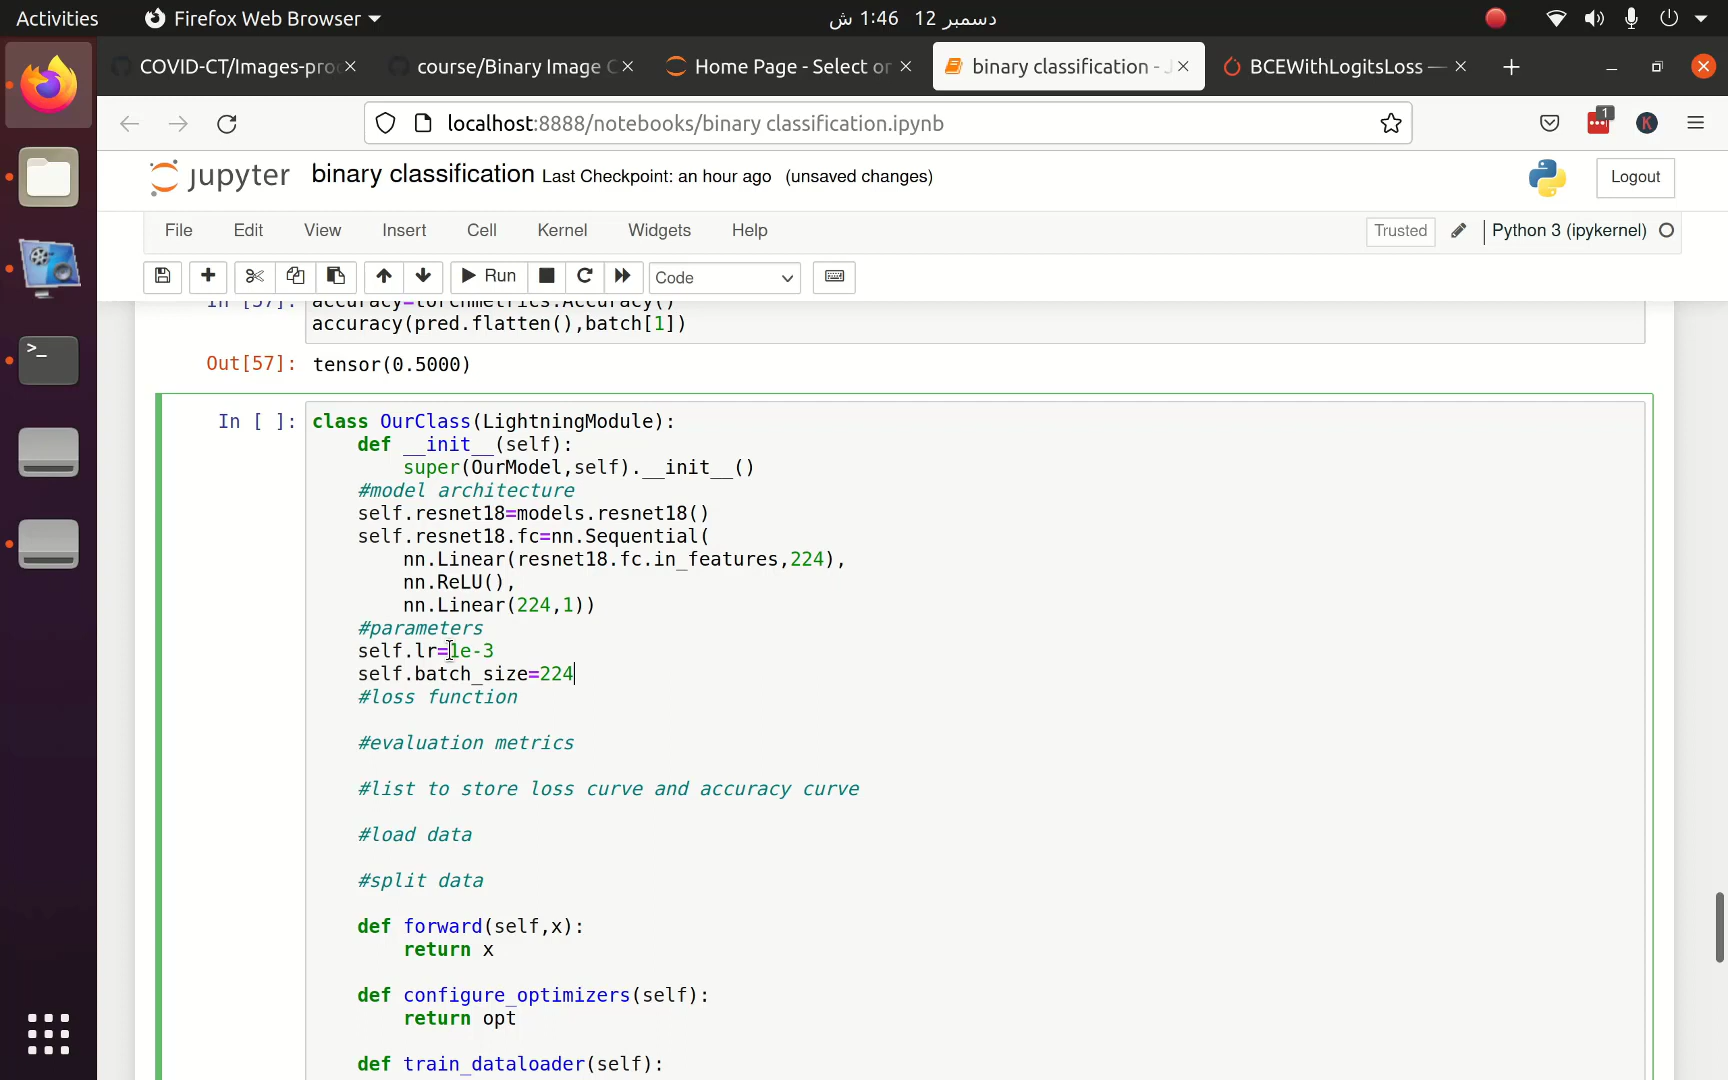 Activities
Firefox Web Browser
دسمبر 12 1:46 ش
COVID-CT/Images-pro
course/Binary Image C
Home Page - Select or
binary classification - J
BCEWithLogitsLoss —
localhost:8888/notebooks/binary classification.ipynb
1
K
jupyter
binary classification Last Checkpoint: an hour ago (unsaved changes)
Logout
File Edit View Insert Cell Kernel Widgets Help
Trusted
Python 3 (ipykernel)
Run
Code
In [57]: accuracy=torchmetrics.Accuracy()
accuracy(pred.flatten(),batch[1])
Out[57]: tensor(0.5000)
In [ ]: class OurClass(LightningModule):
def __init__(self):
super(OurModel,self).__init__()
#model architecture
self.resnet18=models.resnet18()
self.resnet18.fc=nn.Sequential(
nn.Linear(resnet18.fc.in_features,224),
nn.ReLU(),
nn.Linear(224,1))
#parameters
self.lr=1e-3
self.batch_size=224
#loss function
#evaluation metrics
#list to store loss curve and accuracy curve
#load data
#split data
def forward(self,x):
return x
def configure_optimizers(self):
return opt
def train_dataloader(self):